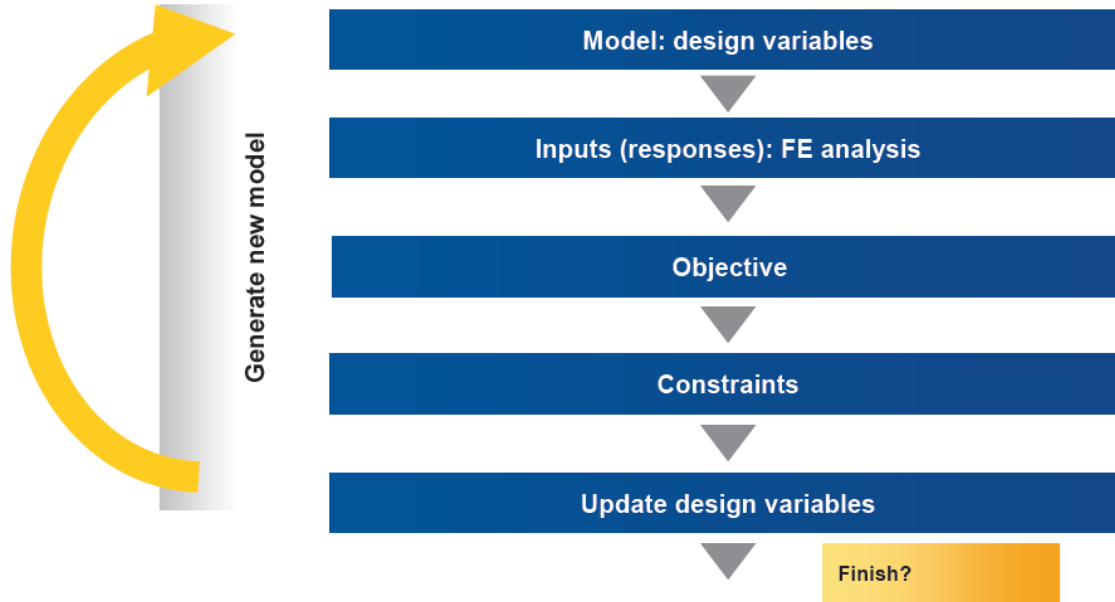 Model: design variables
Inputs (responses): FE analysis
Generate new model
Objective
Constraints
Update design variables
Finish?